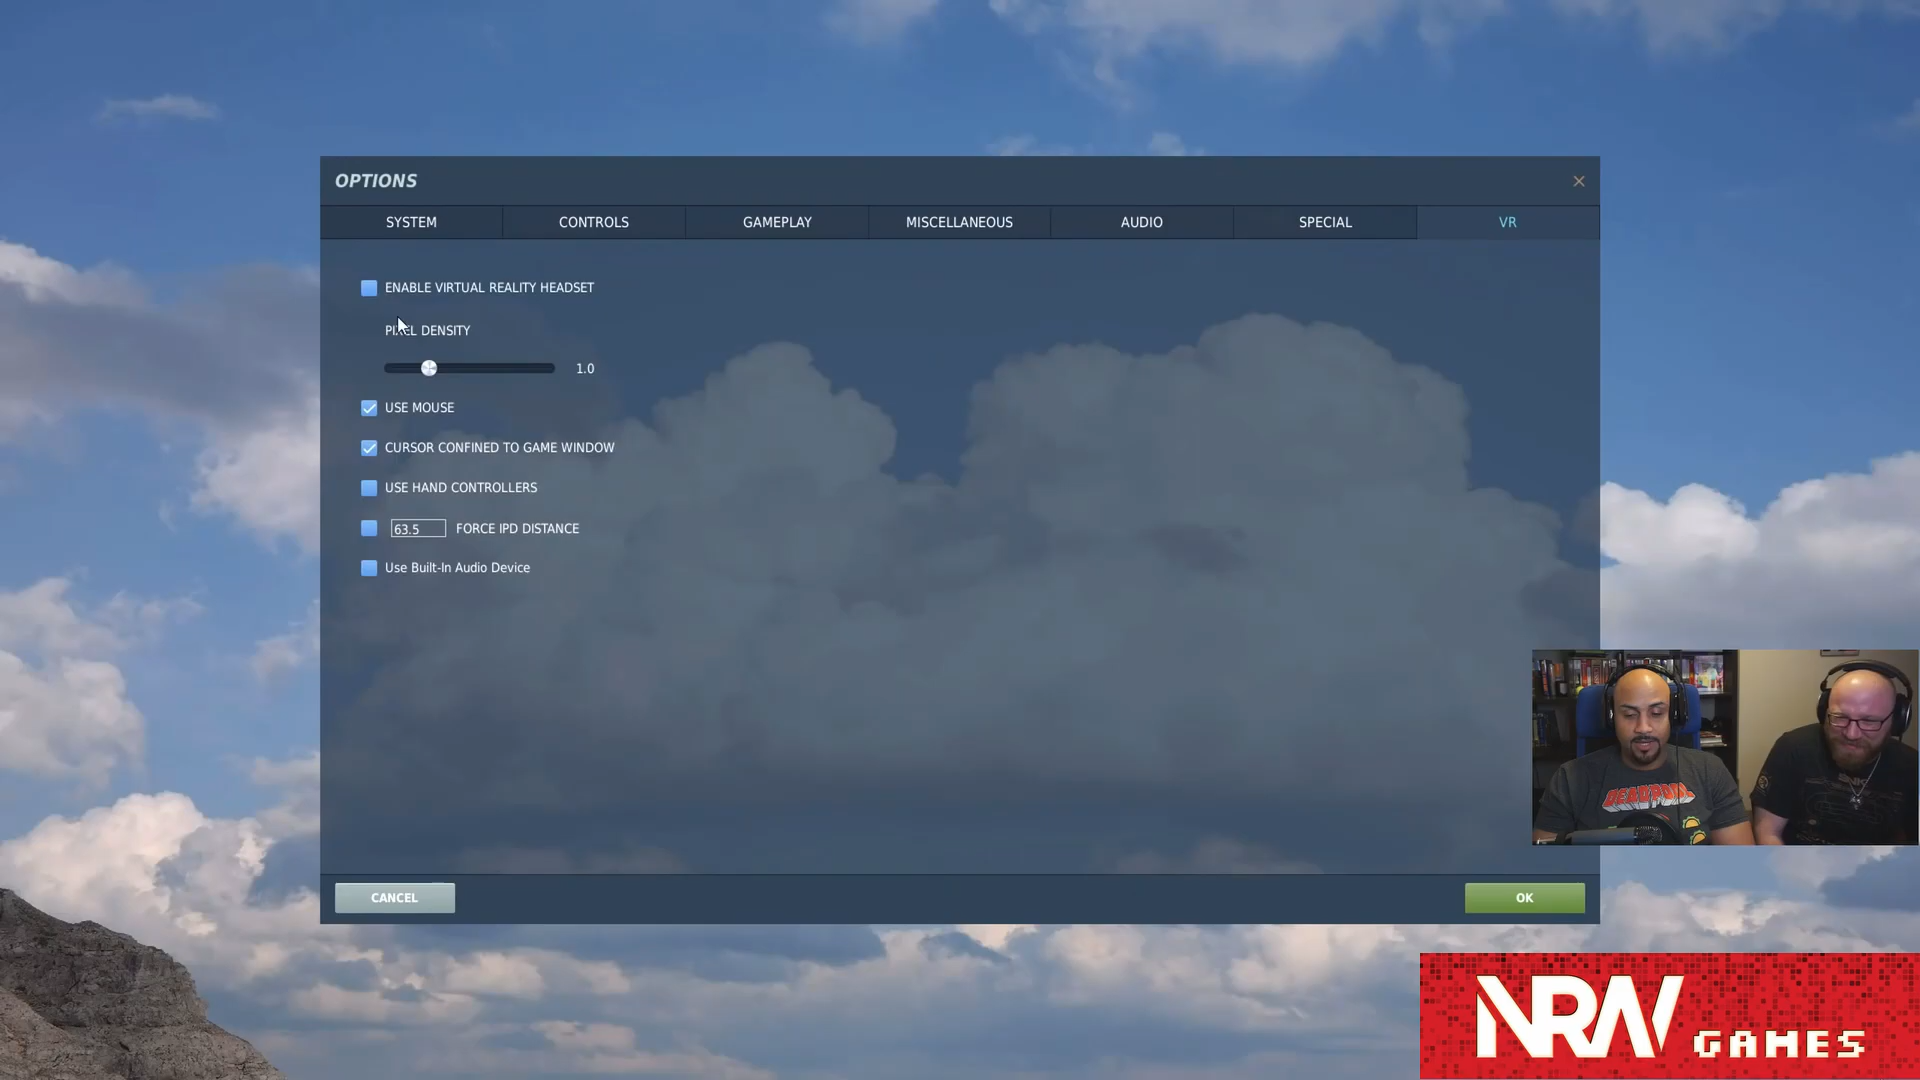 OPTIONS
SYSTEM CONTROLS GAMEPLAY MISCELLANEOUS AUDIO SPECIAL VR
ENABLE VIRTUAL REALITY HEADSET
PIXEL DENSITY
1.0
USE MOUSE
CURSOR CONFINED TO GAME WINDOW
USE HAND CONTROLLERS
63.5 FORCE IPD DISTANCE
Use Built-In Audio Device
DEADPOOL
CANCEL OK
NRW GAMES